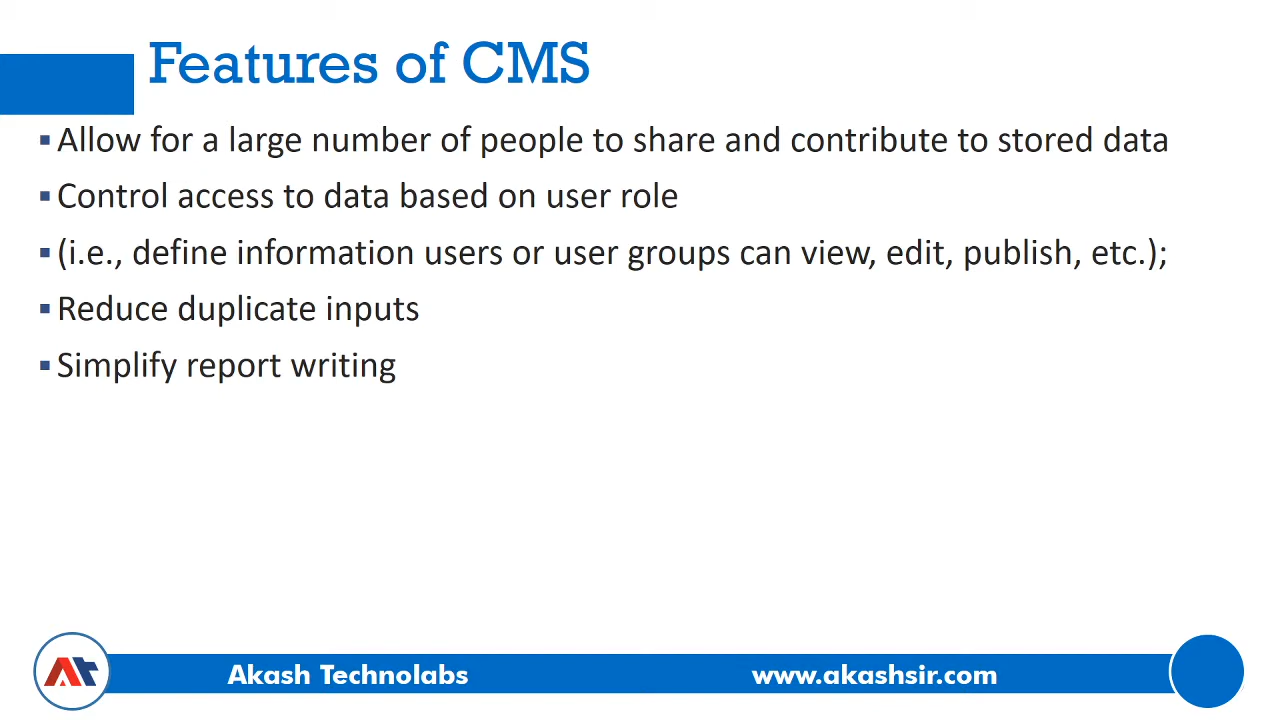 Features of CMS
▪Allow for a large number of people to share and contribute to stored data
▪Control access to data based on user role
▪(i.e., define information users or user groups can view, edit, publish, etc.);
▪Reduce duplicate inputs
▪Simplify report writing
At
Akash Technolabs
www.akashsir.com